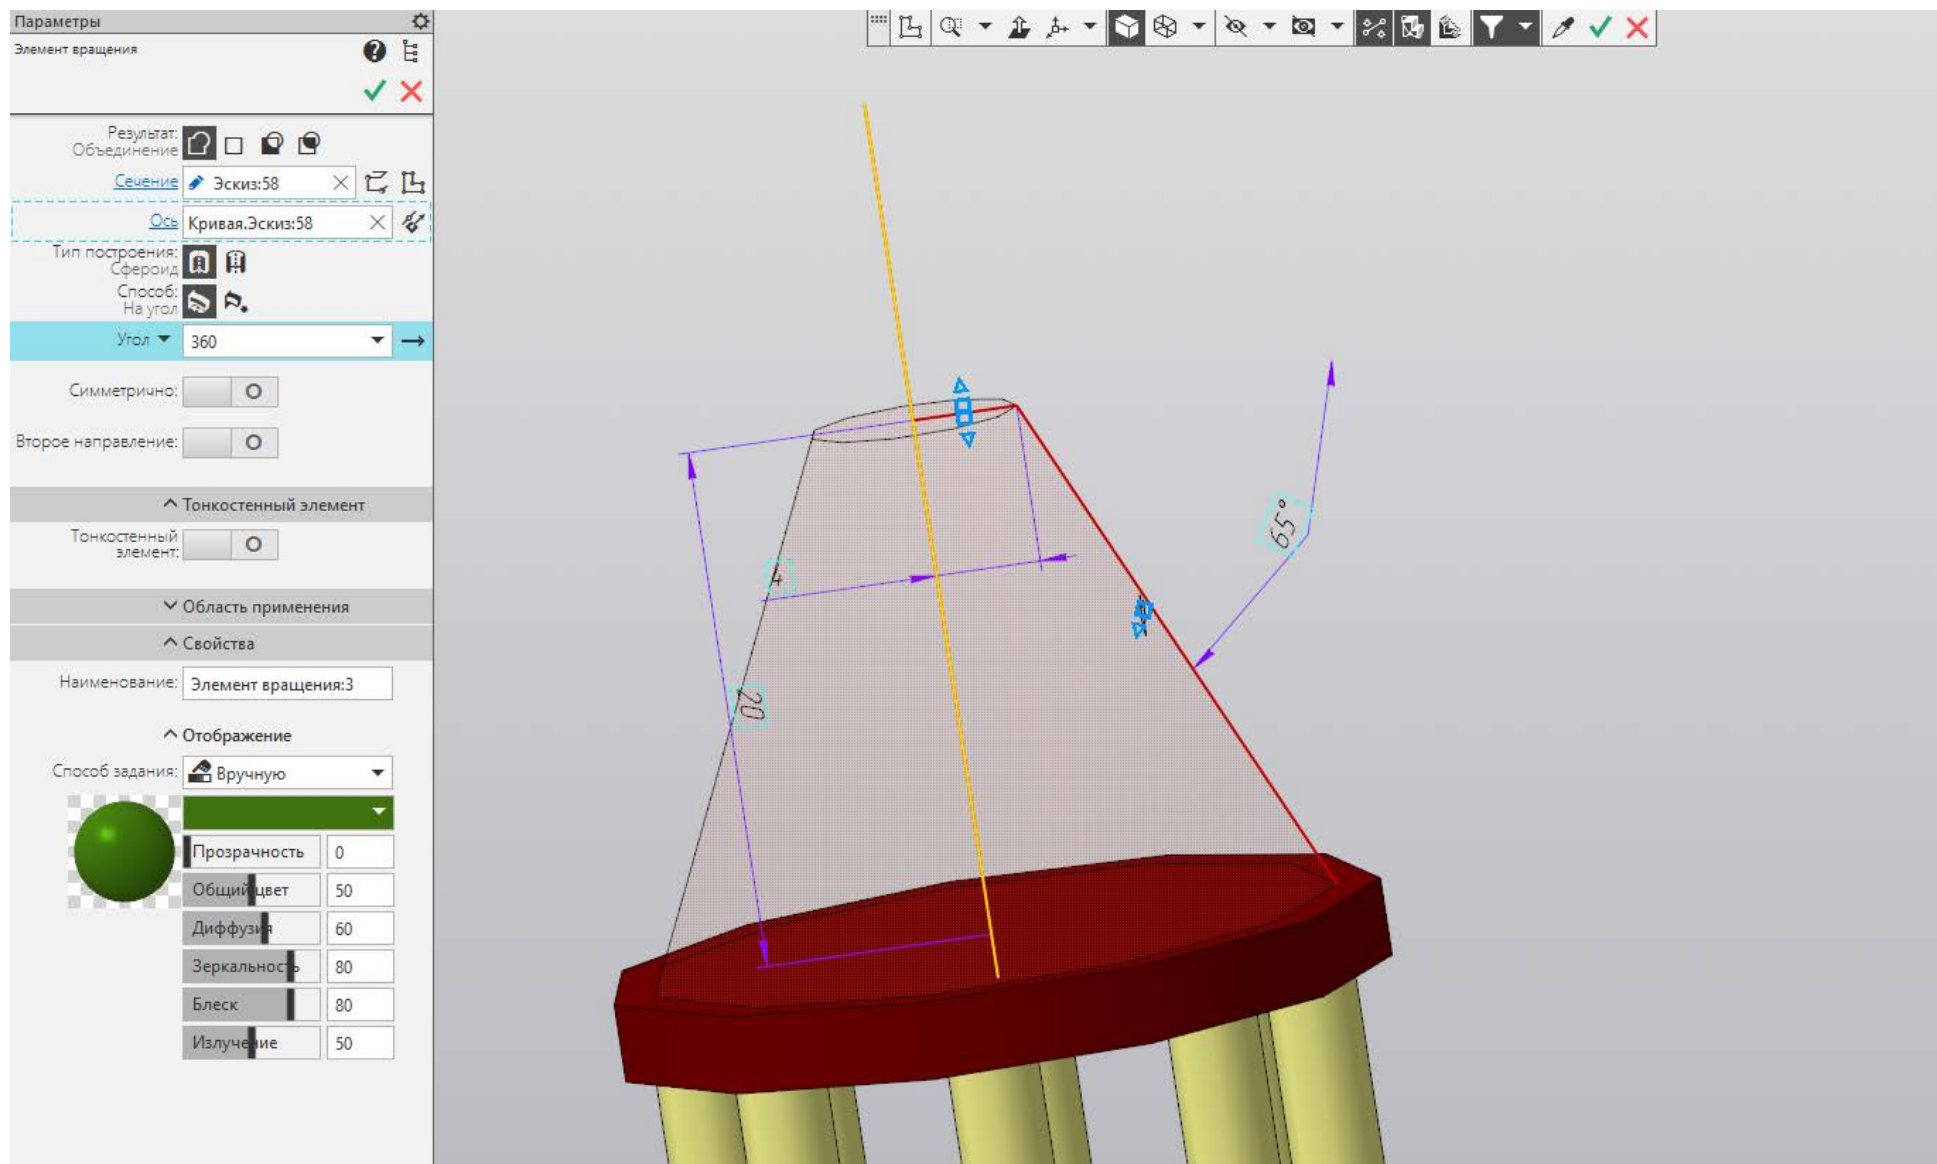 Параметры
Элемент вращения
Результат:
Объединение
Сечение Эскиз:58
Ось Кривая.Эскиз:58
Тип построения:
Сфероид
Способ:
На угол
Угол 360
Симметрично:
Второе направление:
Тонкостенный элемент
Тонкостенный
элемент:
Область применения
Свойства
Наименование: Элемент вращения:3
Отображение
Способ задания: Вручную
Прозрачность 0
Общий цвет 50
Диффузия 60
Зеркальность 80
Блеск 80
Излучение 50
65°
4
20